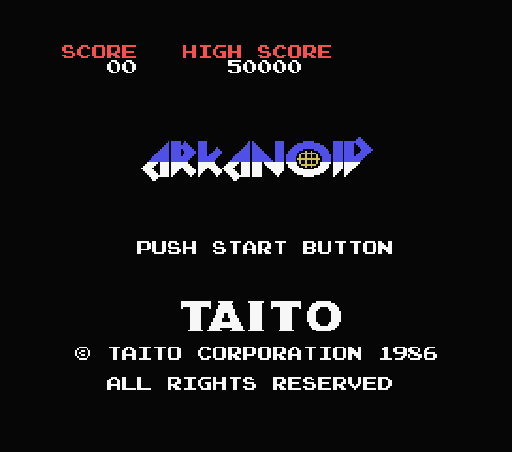 SCORE HIGH SCORE
00 50000
ARKANOID
PUSH START BUTTON
TAITO
© TAITO CORPORATION 1986
ALL RIGHTS RESERVED